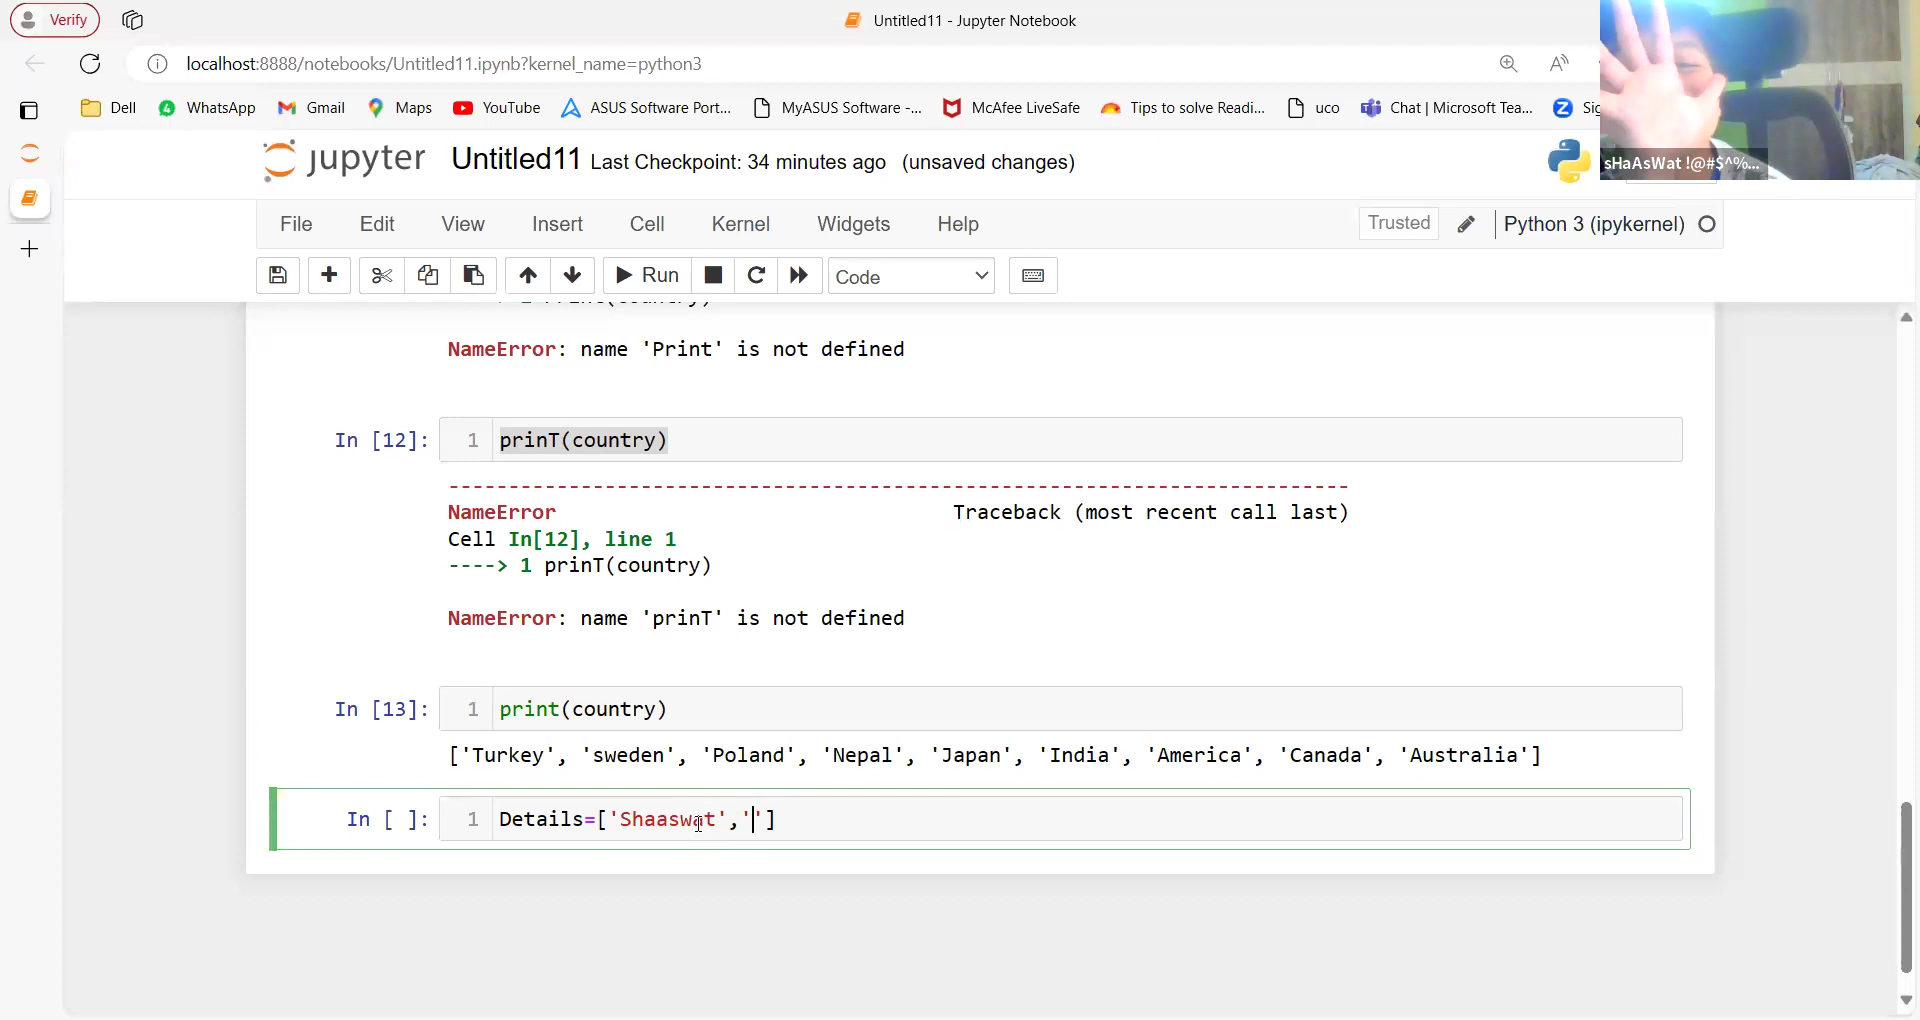 Verify
Untitled11 - Jupyter Notebook
localhost:8888/notebooks/Untitled11.ipynb?kernel_name=python3
Dell WhatsApp Gmail Maps YouTube ASUS Software Port... MyASUS Software -... McAfee LiveSafe Tips to solve Readi... uco Chat | Microsoft Tea...
sHaAsWat !@#$^%...
jupyter Untitled11 Last Checkpoint: 34 minutes ago (unsaved changes)
File Edit View Insert Cell Kernel Widgets Help Trusted Python 3 (ipykernel)
Run Code
NameError: name 'Print' is not defined
In [12]: 1 prinT(country)
---------------------------------------------------------------------------
NameError Traceback (most recent call last)
Cell In[12], line 1
----> 1 prinT(country)
NameError: name 'prinT' is not defined
In [13]: 1 print(country)
['Turkey', 'sweden', 'Poland', 'Nepal', 'Japan', 'India', 'America', 'Canada', 'Australia']
In [ ]: 1 Details=['Shaaswat','']